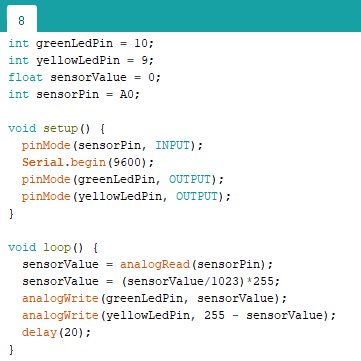 8
int greenLedPin = 10;
int yellowLedPin = 9;
float sensorValue = 0;
int sensorPin = A0;

void setup() {
  pinMode(sensorPin, INPUT);
  Serial.begin(9600);
  pinMode(greenLedPin, OUTPUT);
  pinMode(yellowLedPin, OUTPUT);
}

void loop() {
  sensorValue = analogRead(sensorPin);
  sensorValue = (sensorValue/1023)*255;
  analogWrite(greenLedPin, sensorValue);
  analogWrite(yellowLedPin, 255 - sensorValue);
  delay(20);
}